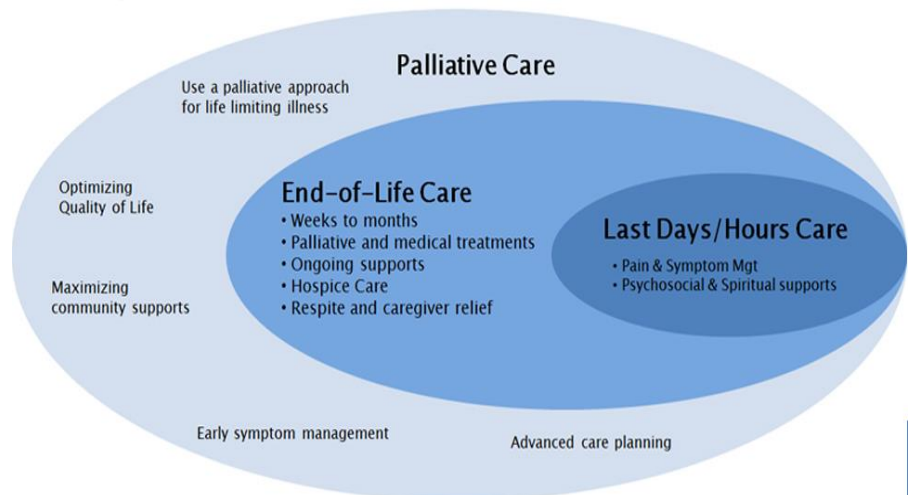 Palliative Care
Use a palliative approach
for life limiting illness
Optimizing
Quality of Life
Maximizing
community supports
End-of-Life Care
• Weeks to months
• Palliative and medical treatments
• Ongoing supports
• Hospice Care
• Respite and caregiver relief
Last Days/Hours Care
• Pain & Symptom Mgt
• Psychosocial & Spiritual supports
Early symptom management
Advanced care planning